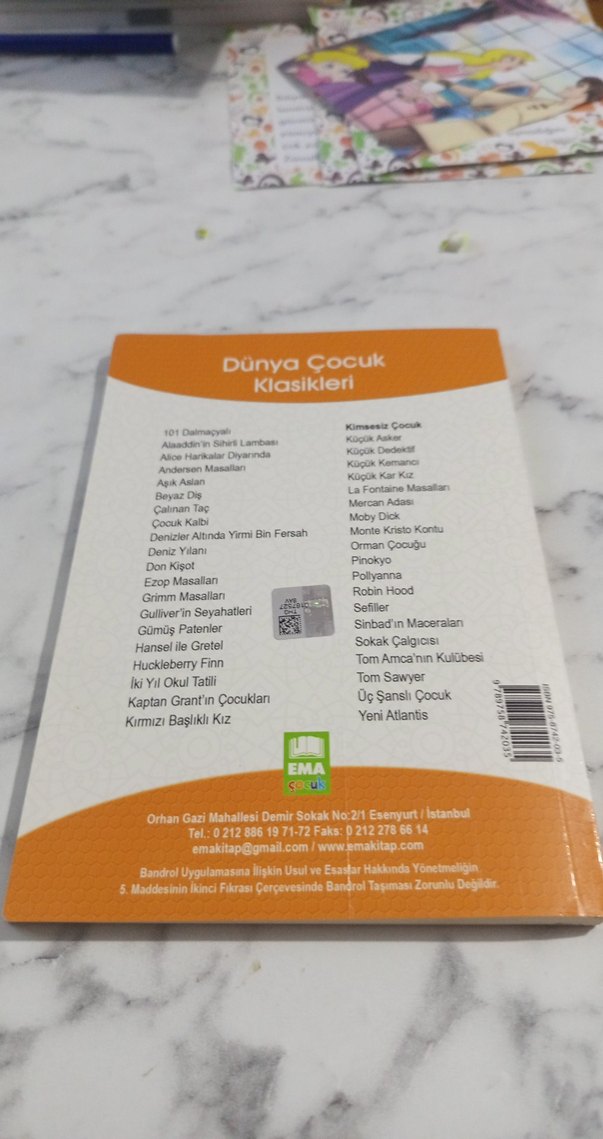 Dünya Çocuk
Klasikleri
101 Dalmaçyalı
Alaaddin'in Sihirli Lambası
Alice Harikalar Diyarında
Andersen Masalları
Aşık Aslan
Beyaz Diş
Çalınan Taç
Çocuk Kalbi
Denizler Altında Yirmi Bin Fersah
Deniz Yılanı
Don Kişot
Ezop Masalları
Grimm Masalları
Gulliver'in Seyahatleri
Gümüş Patenler
Hansel ile Gretel
Huckleberry Finn
İki Yıl Okul Tatili
Kaptan Grant'ın Çocukları
Kırmızı Başlıklı Kız
Kimsesiz Çocuk
Küçük Asker
Küçük Dedektif
Küçük Kemancı
Küçük Kar Kız
La Fontaine Masalları
Mercan Adası
Moby Dick
Monte Kristo Kontu
Orman Çocuğu
Pinokyo
Pollyanna
Robin Hood
Sefiller
Sinbad'ın Maceraları
Sokak Çalgıcısı
Tom Amca'nın Kulübesi
Tom Sawyer
Üç Şanslı Çocuk
Yeni Atlantis
ISBN 975-8742-03-5
9789758742035
EMA
çocuk
Orhan Gazi Mahallesi Demir Sokak No:2/1 Esenyurt / İstanbul
Tel.: 0 212 886 19 71-72 Faks: 0 212 278 66 14
emakitap@gmail.com / www.emakitap.com
Bandrol Uygulamasına İlişkin Usul ve Esaslar Hakkında Yönetmeliğin
5. Maddesinin İkinci Fıkrası Çerçevesinde Bandrol Taşıması Zorunlu Değildir.